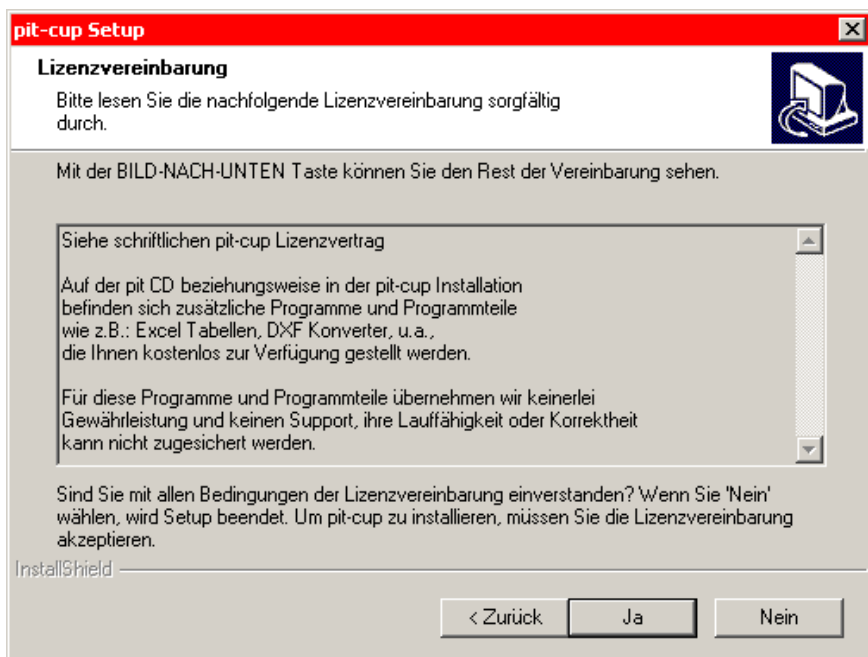 pit-cup Setup
Lizenzvereinbarung
Bitte lesen Sie die nachfolgende Lizenzvereinbarung sorgfältig
durch.
Mit der BILD-NACH-UNTEN Taste können Sie den Rest der Vereinbarung sehen.
Siehe schriftlichen pit-cup Lizenzvertrag
Auf der pit CD beziehungsweise in der pit-cup Installation
befinden sich zusätzliche Programme und Programmteile
wie z.B.: Excel Tabellen, DXF Konverter, u.a.,
die Ihnen kostenlos zur Verfügung gestellt werden.
Für diese Programme und Programmteile übernehmen wir keinerlei
Gewährleistung und keinen Support, ihre Lauffähigkeit oder Korrektheit
kann nicht zugesichert werden.
Sind Sie mit allen Bedingungen der Lizenzvereinbarung einverstanden? Wenn Sie 'Nein'
wählen, wird Setup beendet. Um pit-cup zu installieren, müssen Sie die Lizenzvereinbarung
akzeptieren.
InstallShield
< Zurück
Ja
Nein